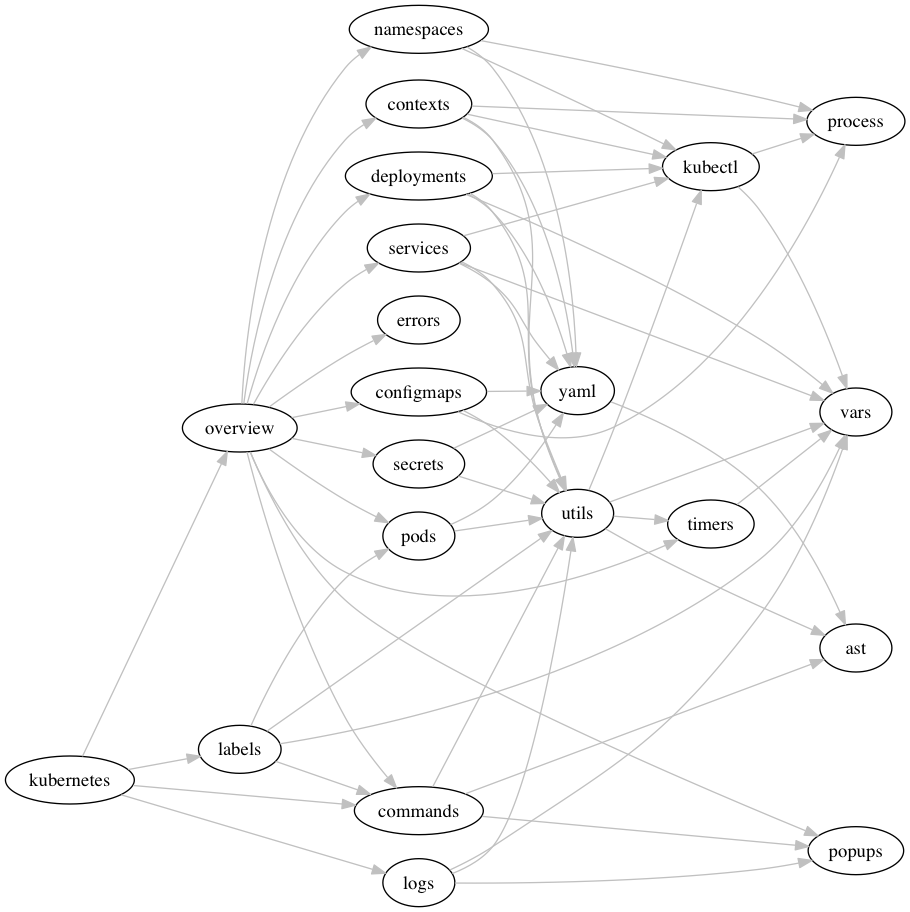 namespaces
contexts
process
kubectl
deployments
services
errors
configmaps
yaml
vars
overview
secrets
utils
timers
pods
ast
labels
kubernetes
commands
popups
logs